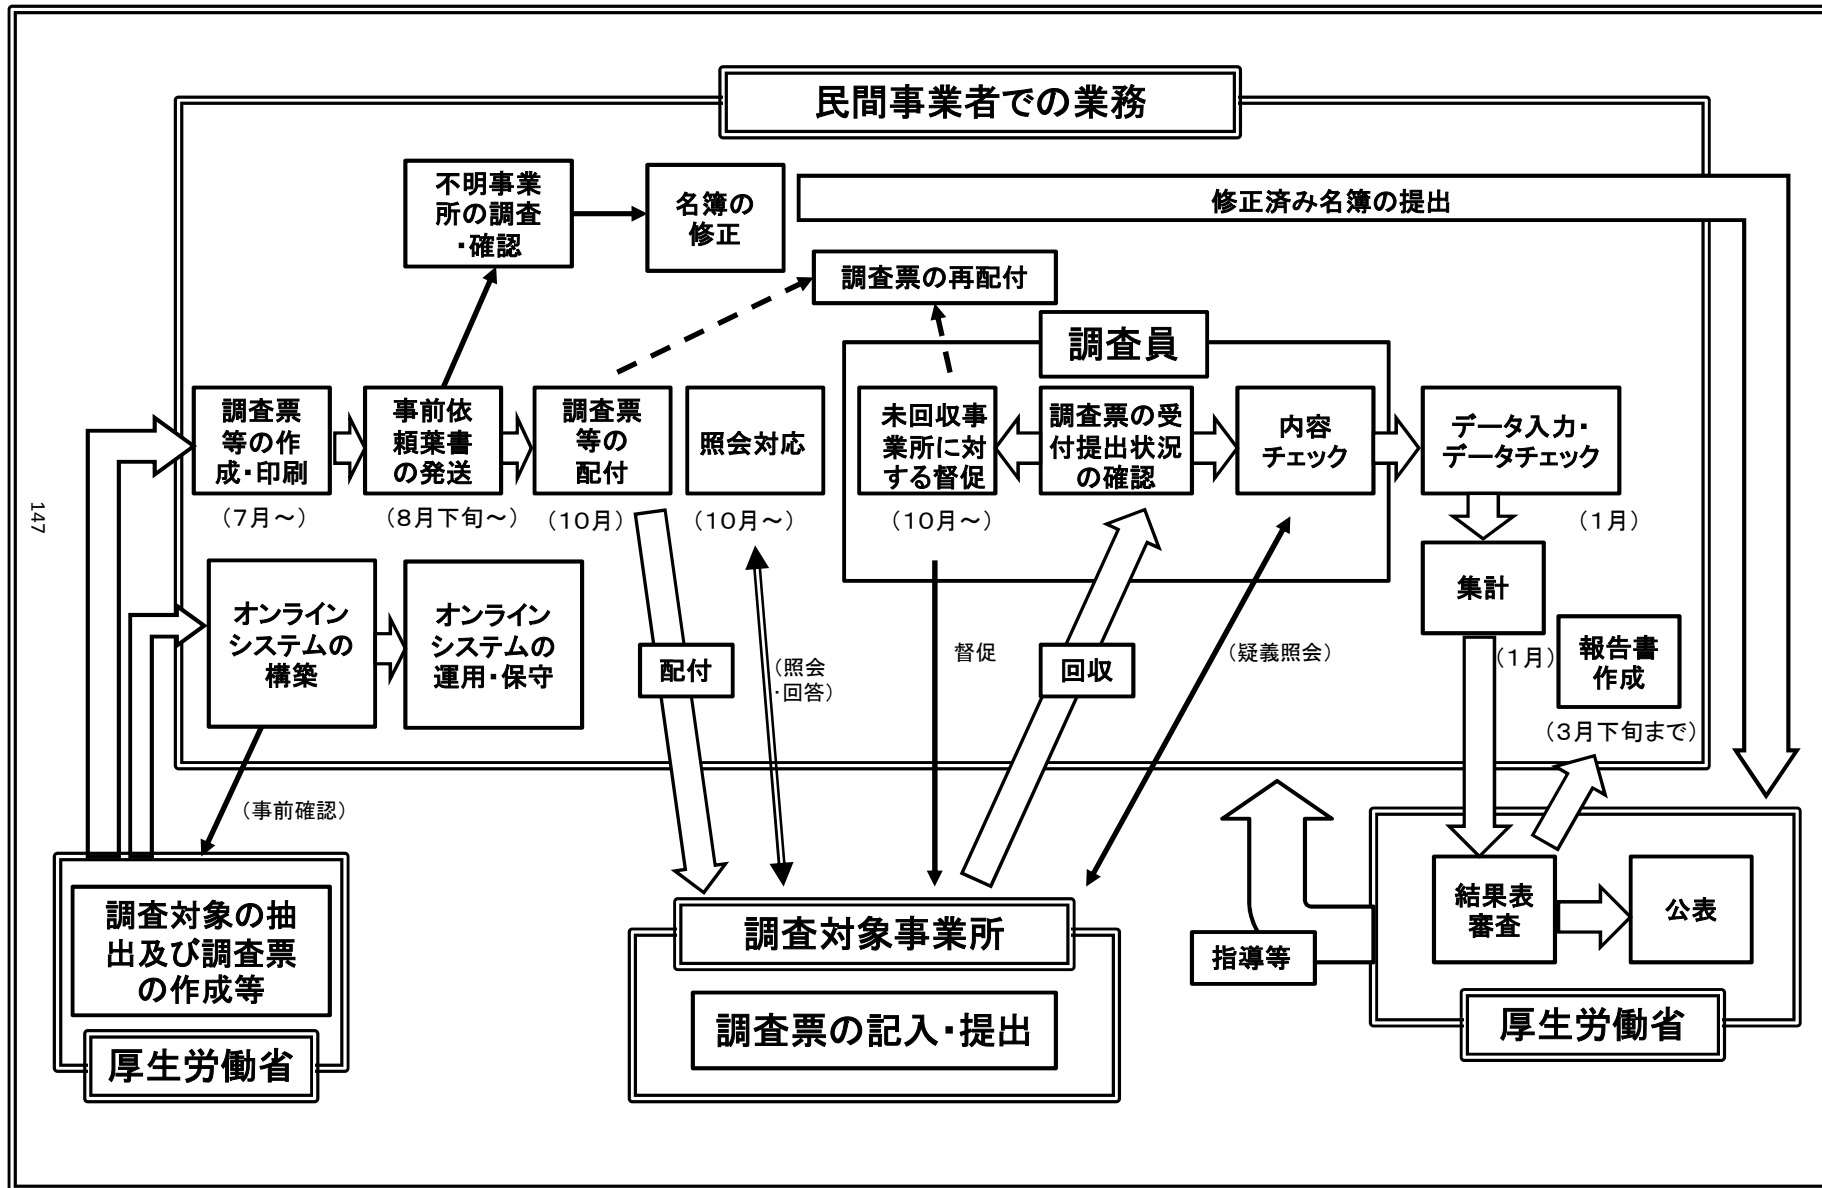 民間事業者での業務
不明事業
所の調査
・確認
名簿の
修正
修正済み名簿の提出
調査票の再配付
調査員
調査票
等の作
成・印刷
(7月～)
事前依
頼葉書
の発送
(8月下旬～)
調査票
等の
配付
(10月)
照会対応
(10月～)
未回収事
業所に対
する督促
(10月～)
調査票の受
付提出状況
の確認
内容
チェック
データ入力・
データチェック
(1月)
147
オンライン
システムの
構築
オンライン
システムの
運用・保守
配付
(照会
・回答)
督促
回収
(疑義照会)
集計
(1月)
報告書
作成
(3月下旬まで)
(事前確認)
調査対象の抽
出及び調査票
の作成等
厚生労働省
調査対象事業所
調査票の記入・提出
指導等
結果表
審査
公表
厚生労働省